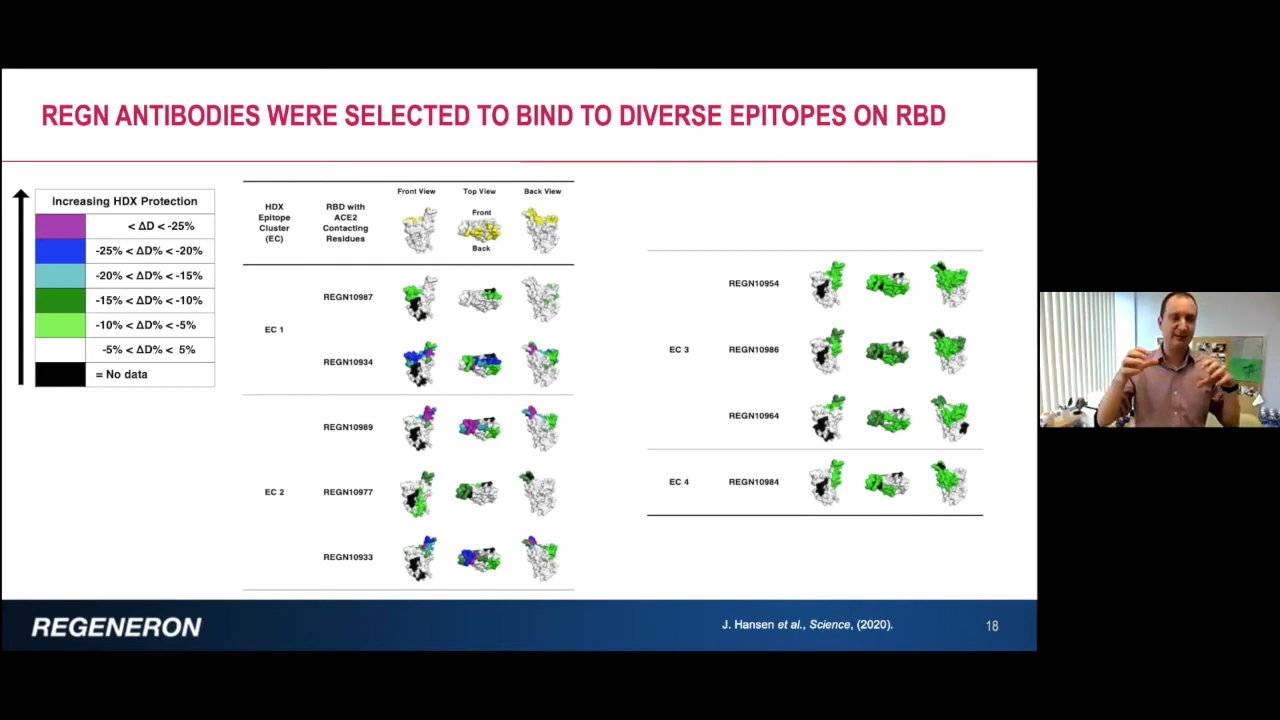 REGN ANTIBODIES WERE SELECTED TO BIND TO DIVERSE EPITOPES ON RBD
Increasing HDX Protection
< ΔD < -25%
-25% < ΔD% < -20%
-20% < ΔD% < -15%
-15% < ΔD% < -10%
-10% < ΔD% < -5%
-5% < ΔD% < 5%
= No data
HDX
Epitope
Cluster
(EC)
RBD with
ACE2
Contacting
Residues
Front View
Top View
Back View
Front
Back
EC 1
REGN10987
REGN10934
EC 2
REGN10989
REGN10977
REGN10933
EC 3
REGN10954
REGN10986
REGN10964
EC 4
REGN10984
REGENERON
J. Hansen et al., Science, (2020).
18